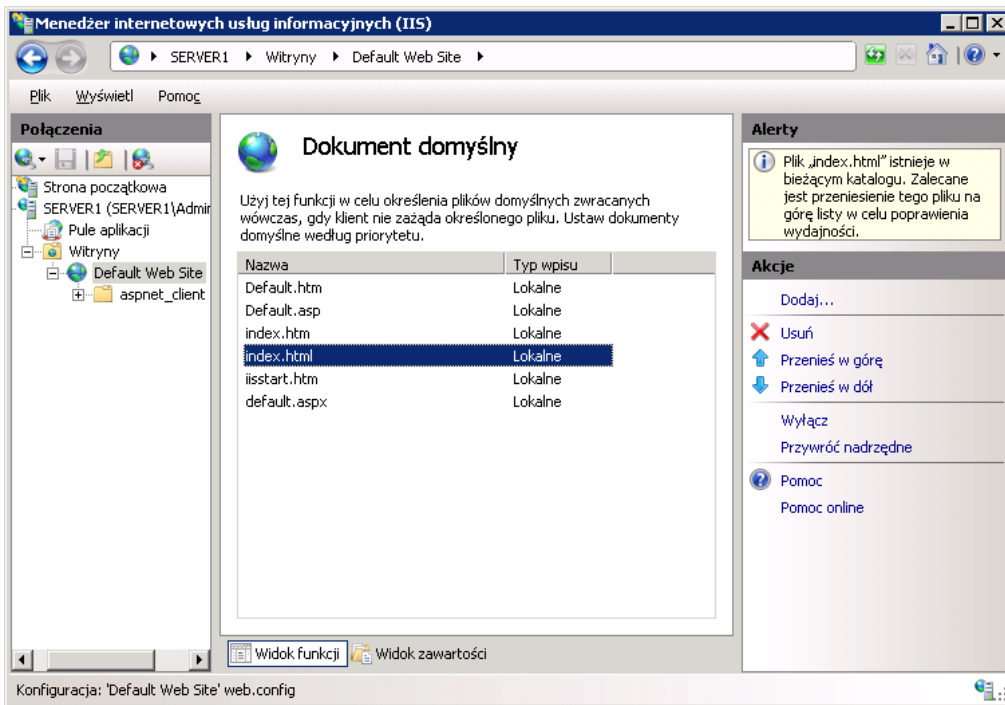 Menedżer internetowych usług informacyjnych (IIS)
SERVER1 Witryny Default Web Site
Plik Wyświetl Pomoc
Połączenia
Strona początkowa
SERVER1 (SERVER1\Admir
Pule aplikacji
Witryny
Default Web Site
aspnet_client
Dokument domyślny
Użyj tej funkcji w celu określenia plików domyślnych zwracanych
wówczas, gdy klient nie zażąda określonego pliku. Ustaw dokumenty
domyślne według priorytetu.
Nazwa Typ wpisu
Default.htm Lokalne
Default.asp Lokalne
index.htm Lokalne
index.html Lokalne
iisstart.htm Lokalne
default.aspx Lokalne
Widok funkcji Widok zawartości
Alerty
Plik „index.html” istnieje w
bieżącym katalogu. Zalecane
jest przeniesienie tego pliku na
górę listy w celu poprawienia
wydajności.
Akcje
Dodaj...
Usuń
Przenieś w górę
Przenieś w dół
Wyłącz
Przywróć nadrzędne
Pomoc
Pomoc online
Konfiguracja: 'Default Web Site' web.config